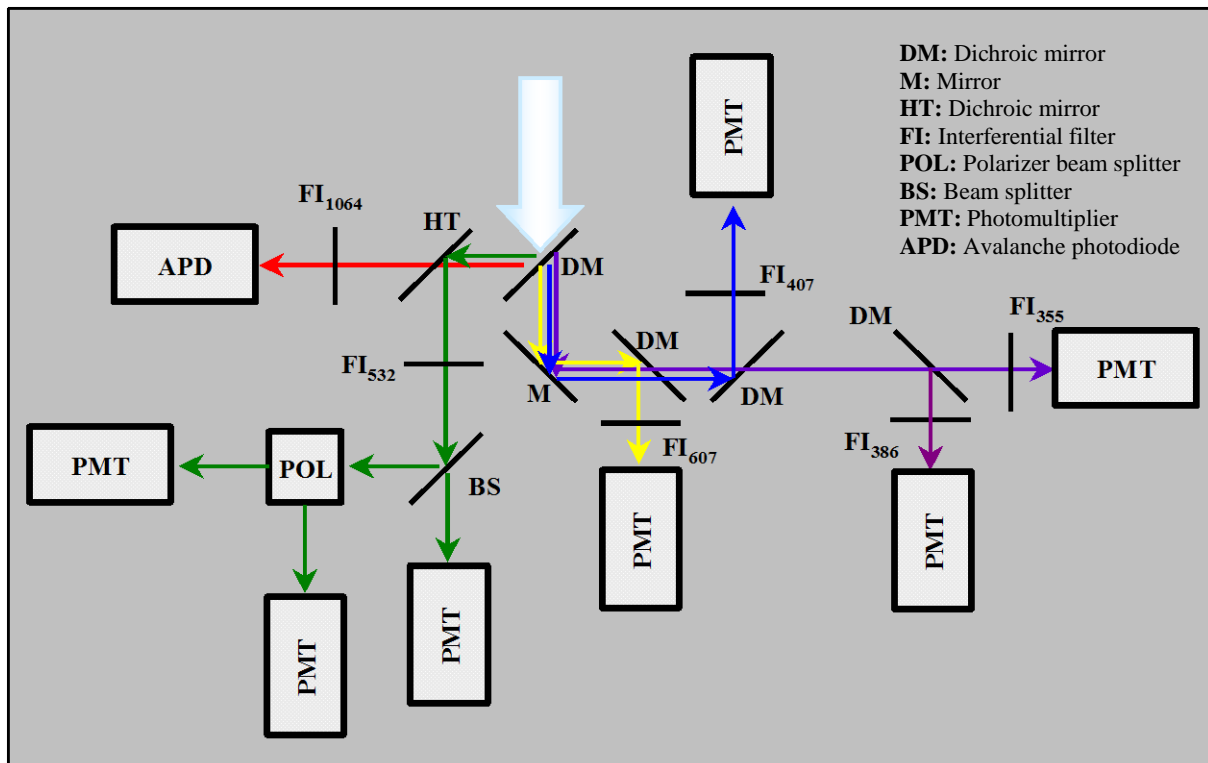 DM: Dichroic mirror
M: Mirror
HT: Dichroic mirror
FI: Interferential filter
POL: Polarizer beam splitter
BS: Beam splitter
PMT: Photomultiplier
APD: Avalanche photodiode
PMT
FI1064
HT
APD
DM
FI407
FI355
DM
DM
FI532
M
DM
PMT
FI386
FI607
PMT
POL
BS
PMT
PMT
PMT
PMT